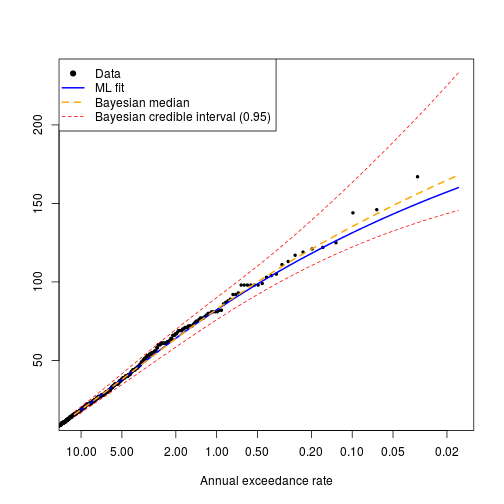 Data
ML fit
Bayesian median
Bayesian credible interval (0.95)
200
150
100
50
10.00 5.00 2.00 1.00 0.50 0.20 0.10 0.05 0.02
Annual exceedance rate